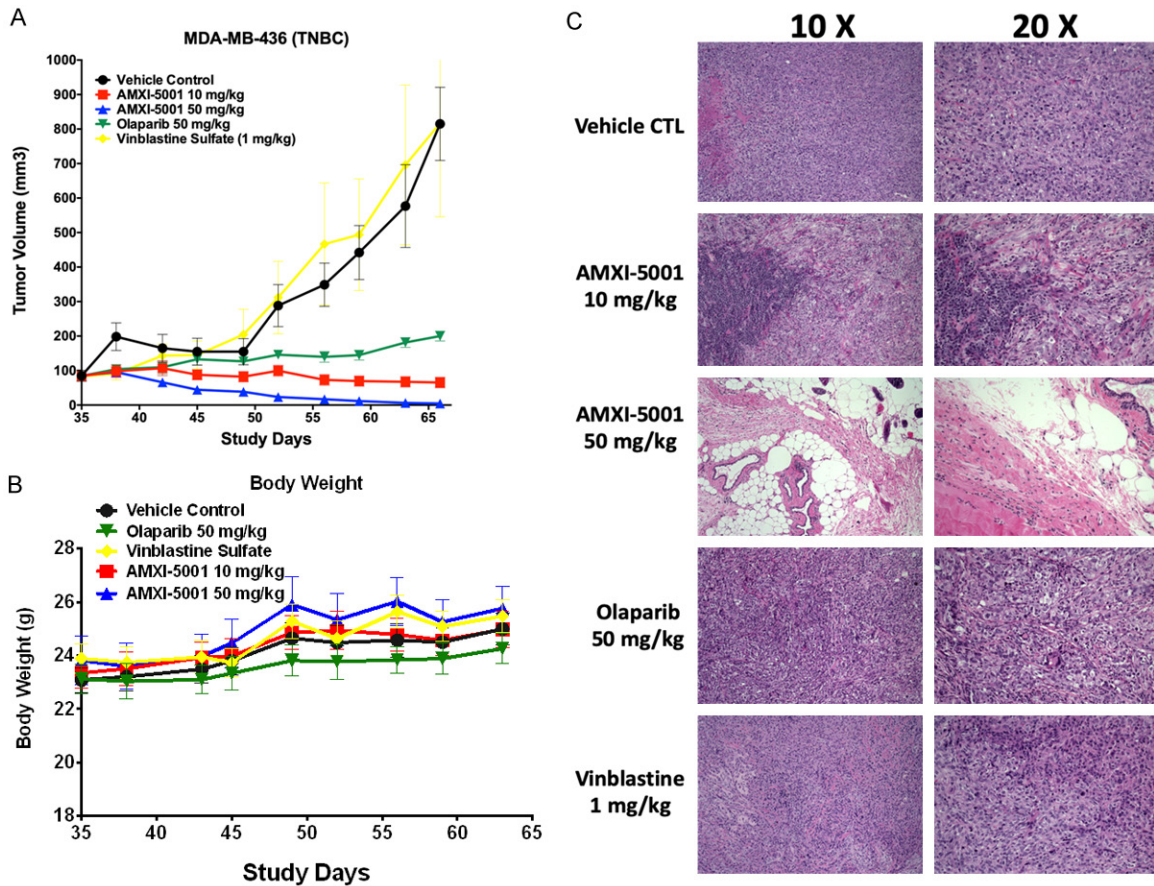 A
MDA-MB-436 (TNBC)
Tumor Volume (mm3)
1000
900
800
700
600
500
400
300
200
100
0
Vehicle Control
AMXI-5001 10 mg/kg
AMXI-5001 50 mg/kg
Olaparib 50 mg/kg
Vinblastine Sulfate (1 mg/kg)
35 40 45 50 55 60 65
Study Days
B
Body Weight
Body Weight (g)
28
26
24
22
20
18
Vehicle Control
Olaparib 50 mg/kg
Vinblastine Sulfate
AMXI-5001 10 mg/kg
AMXI-5001 50 mg/kg
35 40 45 50 55 60 65
Study Days
C
10 X 20 X
Vehicle CTL
AMXI-5001
10 mg/kg
AMXI-5001
50 mg/kg
Olaparib
50 mg/kg
Vinblastine
1 mg/kg